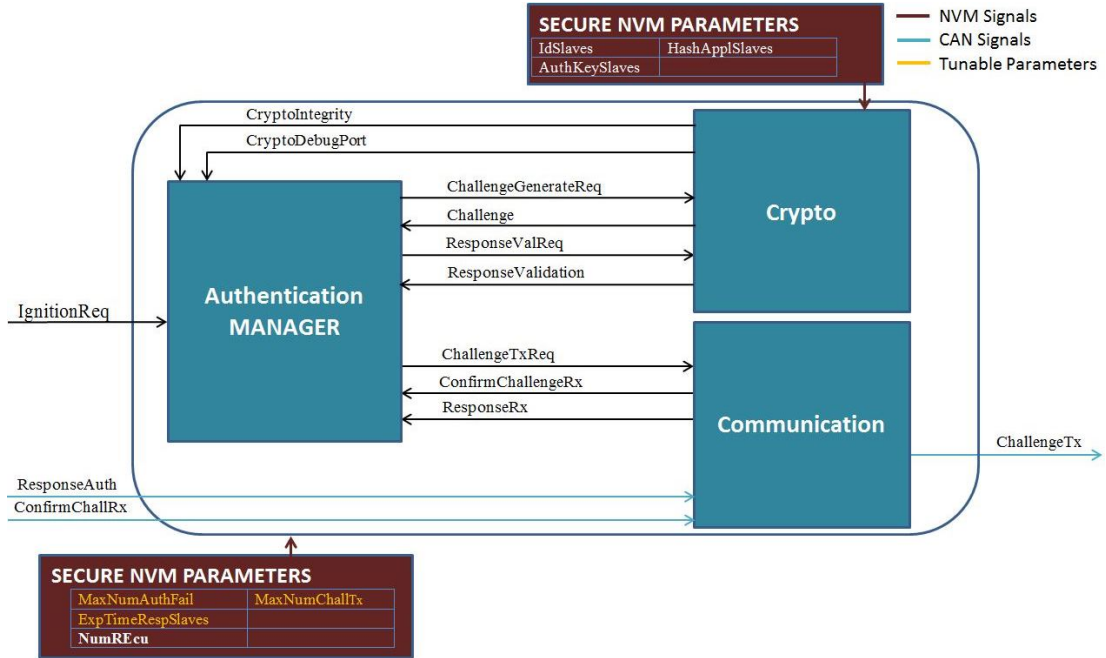 SECURE NVM PARAMETERS
IdSlaves HashApplSlaves
AuthKeySlaves
NVM Signals
CAN Signals
Tunable Parameters
CryptoIntegrity
CryptoDebugPort
ChallengeGenerateReq
Challenge
ResponseValReq
ResponseValidation
Crypto
Authentication
MANAGER
IgnitionReq
ChallengeTxReq
ConfirmChallengeRx
ResponseRx
Communication
ChallengeTx
ResponseAuth
ConfirmChallRx
SECURE NVM PARAMETERS
MaxNumAuthFail MaxNumChallTx
ExpTimeRespSlaves
NumREcu